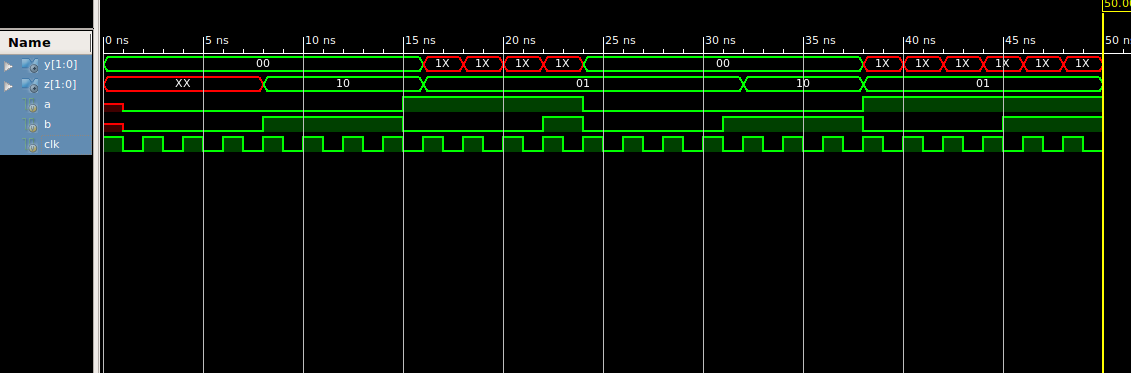 50.00
Name
0 ns 5 ns 10 ns 15 ns 20 ns 25 ns 30 ns 35 ns 40 ns 45 ns 50 ns
y[1:0] 00 1X 1X 1X 1X 00 1X 1X 1X 1X 1X 1X
z[1:0] XX 10 01 10 01
a
b
clk